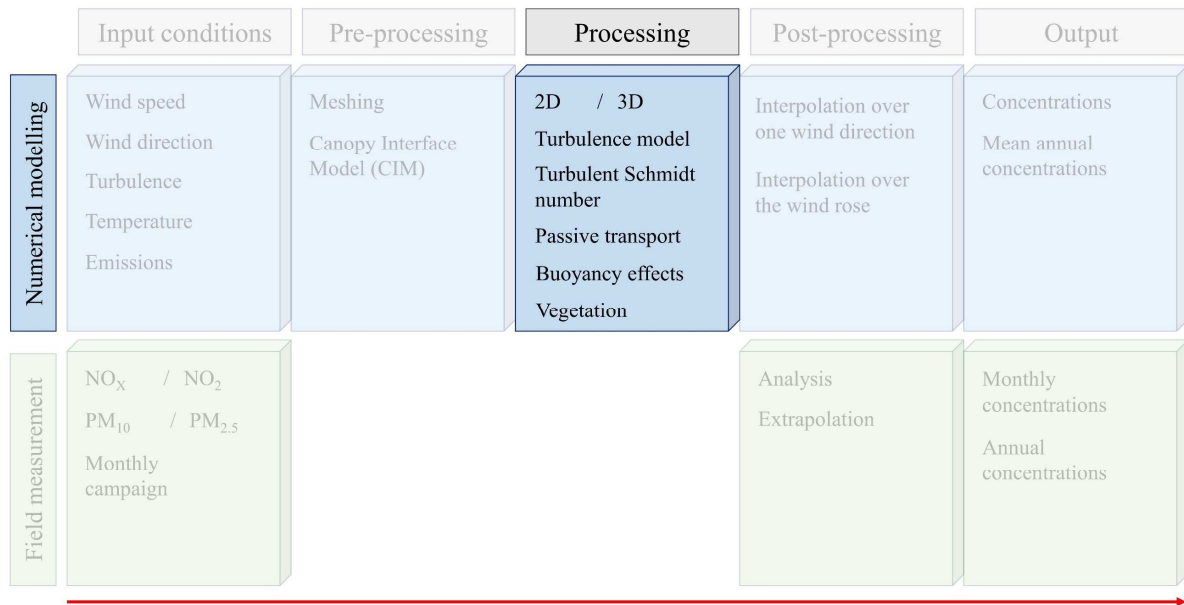 Input conditions
Pre-processing
Processing
Post-processing
Output
Numerical modelling
Wind speed
Wind direction
Turbulence
Temperature
Emissions
Meshing
Canopy Interface
Model (CIM)
2D / 3D
Turbulence model
Turbulent Schmidt
number
Passive transport
Buoyancy effects
Vegetation
Interpolation over
one wind direction
Interpolation over
the wind rose
Concentrations
Mean annual
concentrations
Field measurement
NOX / NO2
PM10 / PM2.5
Monthly
campaign
Analysis
Extrapolation
Monthly
concentrations
Annual
concentrations